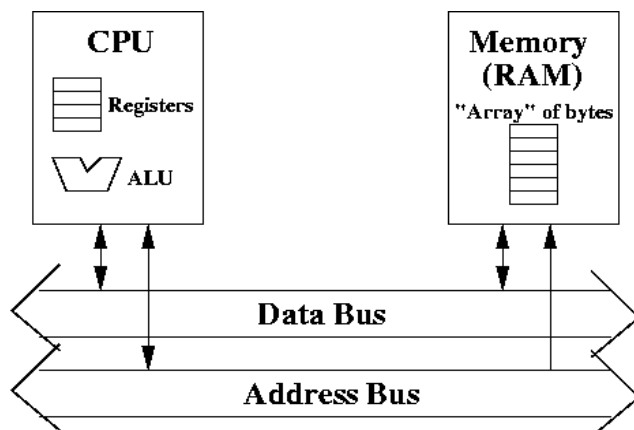 CPU
Registers
ALU
Memory
(RAM)
"Array" of bytes
Data Bus
Address Bus